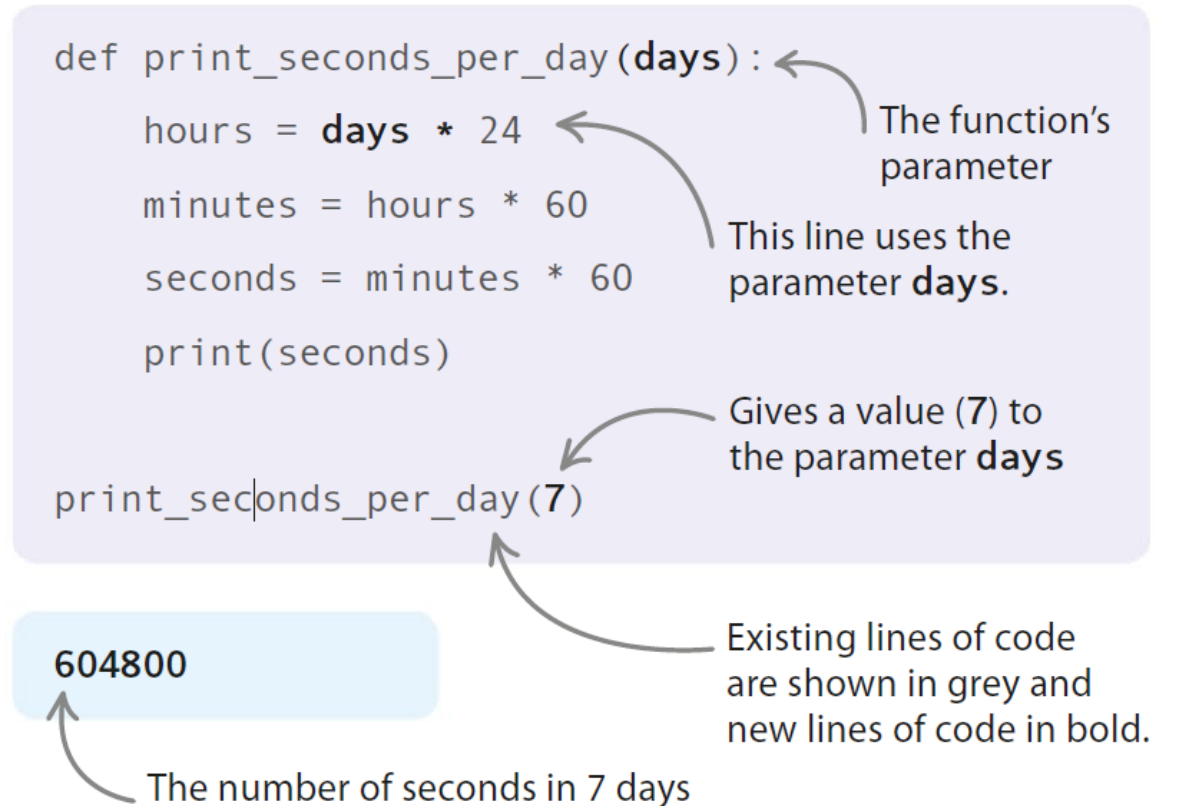 def print_seconds_per_day(days):
hours = days * 24
The function's
parameter
minutes = hours * 60
This line uses the
parameter days.
seconds = minutes * 60
print(seconds)
Gives a value (7) to
the parameter days
print_seconds_per_day(7)
Existing lines of code
are shown in grey and
new lines of code in bold.
604800
The number of seconds in 7 days